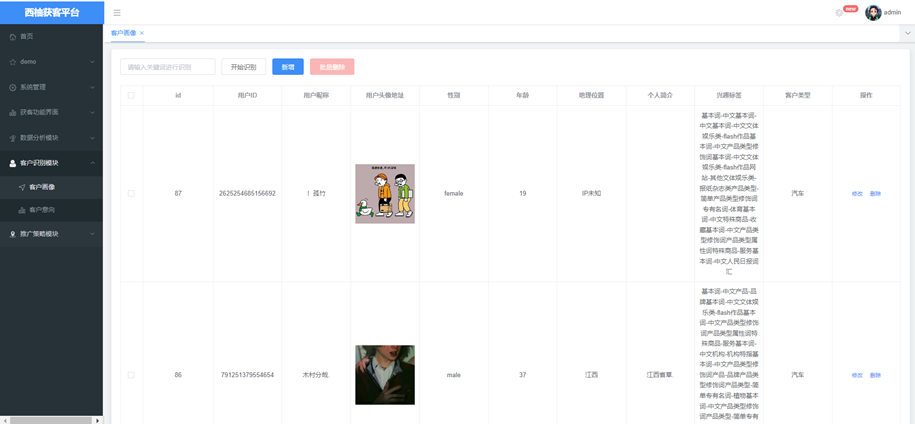 西柚获客平台
new
admin
首页
demo
系统管理
获客功能界面
数据分析模块
客户识别模块
客户画像
客户意向
推广策略模块
客户画像 ×
请输入关键词进行识别
开始识别
新增
批量删除
id
用户ID
用户昵称
用户头像地址
性别
年龄
地理位置
个人简介
兴趣标签
客户类型
操作
87
2625254685156692
！孤竹
female
19
IP未知
基本词-中文基本词-
中文基本词-中文文体
娱乐类-flash作品基
本词-中文产品类型修
饰词基本词-中文文体
娱乐类-flash作品网
站-其他文体娱乐类-
报纸杂志类产品类型-
简单产品类型修饰词
专有名词-体育基本
词-中文特殊商品-收
藏基本词-中文产品类
型修饰词产品类型属
性词特殊商品-服务基
本词-中文人民日报词
汇
汽车
修改 删除
86
791251379554654
木村分哉.
male
37
江西
江西省草.
基本词-中文产品-品
牌基本词-中文文体娱
乐类-flash作品基本
词-中文产品类型修饰
词产品类型属性词特
殊商品-服务基本词-
中文机构-机构特指基
本词-中文产品类型修
饰词产品-品牌产品类
型修饰词产品类型-简
单专有名词-植物基本
词-中文产品类型修饰
词产品类型-简单专有
汽车
修改 删除